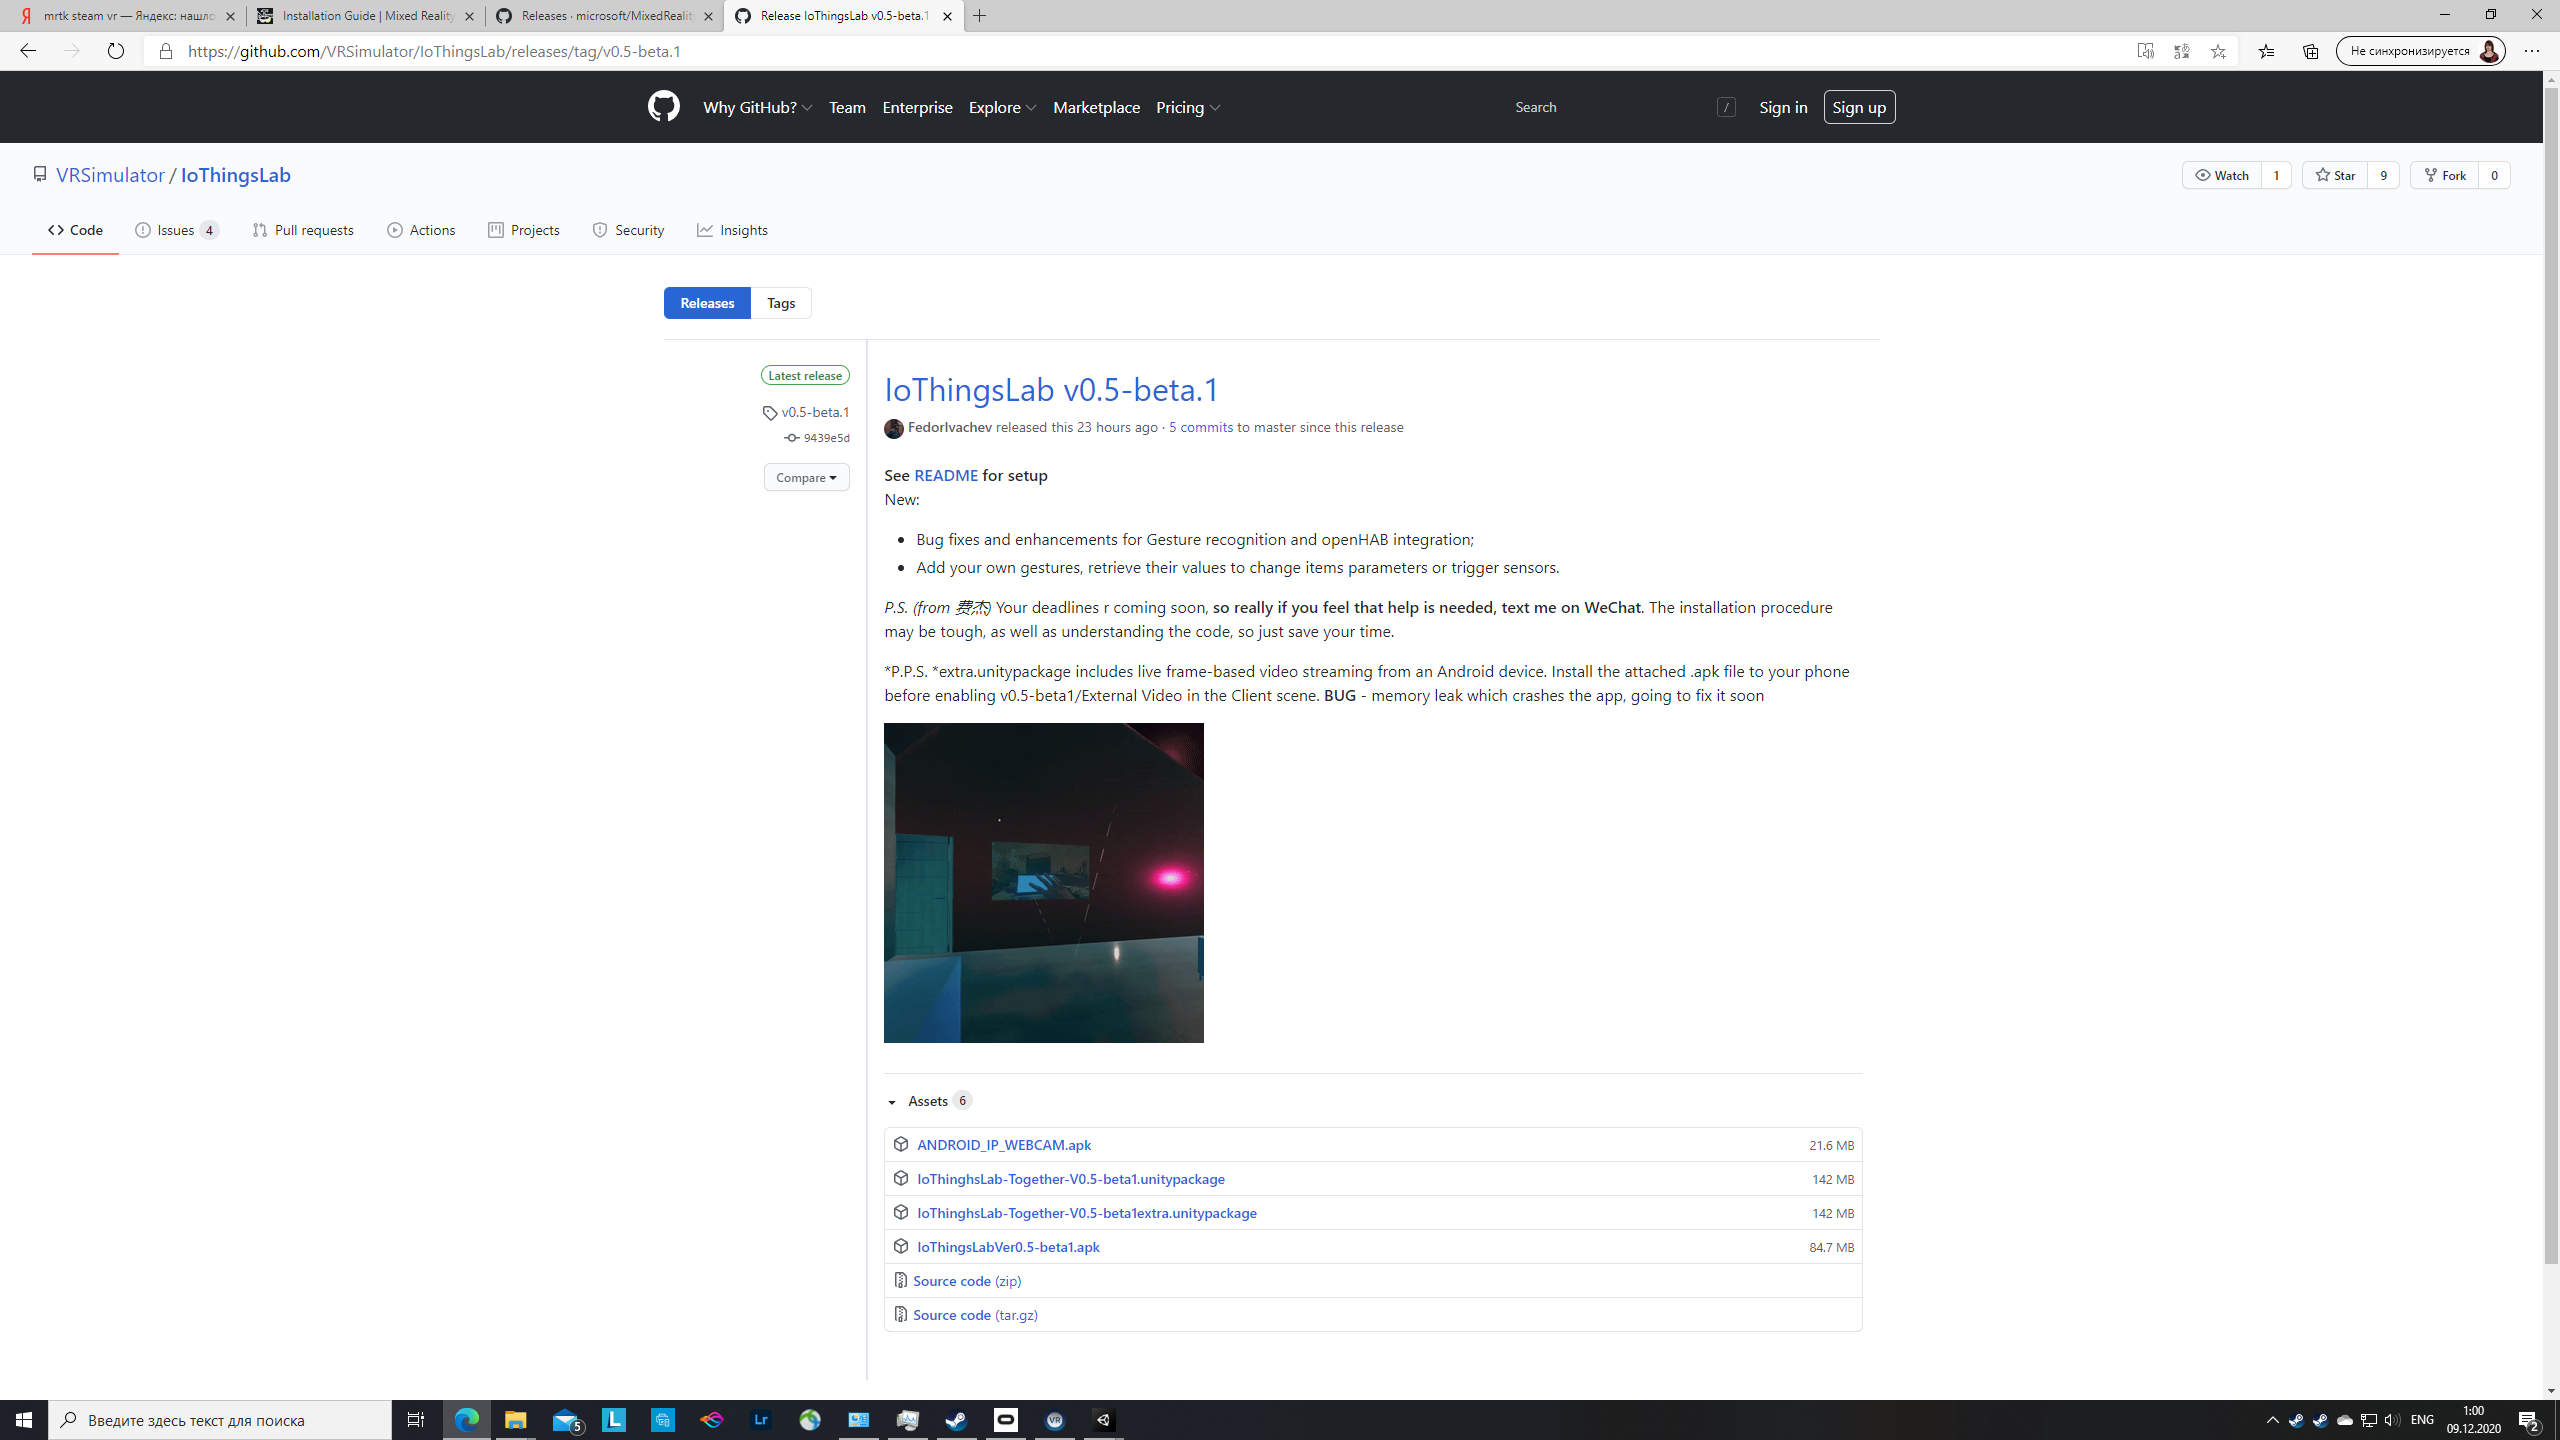 mrtk steam vr — Яндекс: нашло
Installation Guide | Mixed Reality
Releases · microsoft/MixedReality
Release IoThingsLab v0.5-beta.1
https://github.com/VRSimulator/IoThingsLab/releases/tag/v0.5-beta.1
Не синхронизируется
Why GitHub? Team Enterprise Explore Marketplace Pricing Search / Sign in Sign up
VRSimulator / IoThingsLab
Watch 1 Star 9 Fork 0
Code Issues 4 Pull requests Actions Projects Security Insights
Releases Tags
Latest release
v0.5-beta.1
9439e5d
Compare
IoThingsLab v0.5-beta.1
FedorIvachev released this 23 hours ago · 5 commits to master since this release
See README for setup
New:
• Bug fixes and enhancements for Gesture recognition and openHAB integration;
• Add your own gestures, retrieve their values to change items parameters or trigger sensors.
P.S. (from 费杰) Your deadlines r coming soon, so really if you feel that help is needed, text me on WeChat. The installation procedure
may be tough, as well as understanding the code, so just save your time.
*P.P.S. *extra.unitypackage includes live frame-based video streaming from an Android device. Install the attached .apk file to your phone
before enabling v0.5-beta1/External Video in the Client scene. BUG - memory leak which crashes the app, going to fix it soon
Assets 6
ANDROID_IP_WEBCAM.apk 21.6 MB
IoThinghsLab-Together-V0.5-beta1.unitypackage 142 MB
IoThinghsLab-Together-V0.5-beta1extra.unitypackage 142 MB
IoThingsLabVer0.5-beta1.apk 84.7 MB
Source code (zip)
Source code (tar.gz)
Введите здесь текст для поиска
5
L
Lr
VR
ENG
1:00
09.12.2020
2